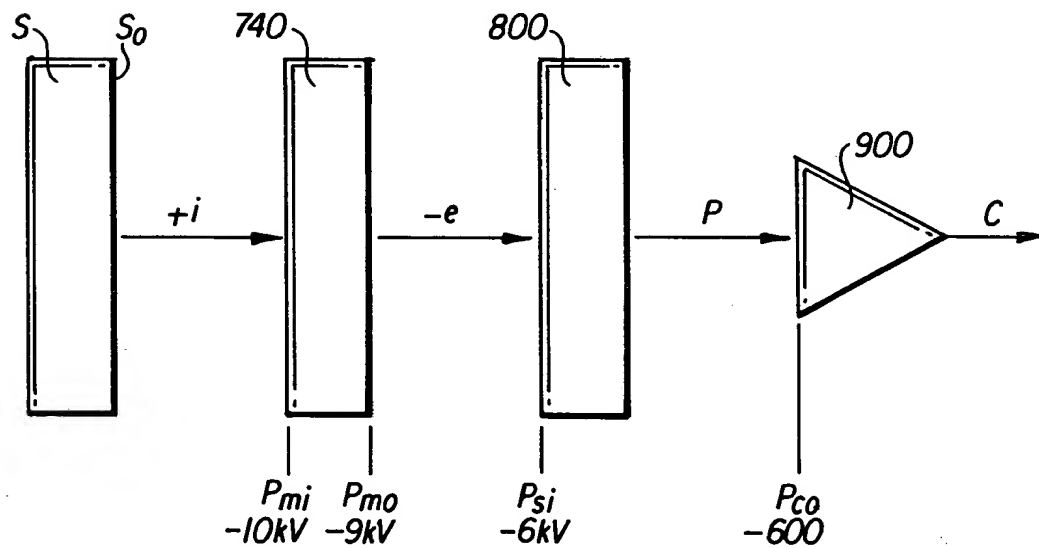 S S₀ 740 800
900
+i -e P C
Pmi Pmo Psi Pco
-10kV -9kV -6kV -600